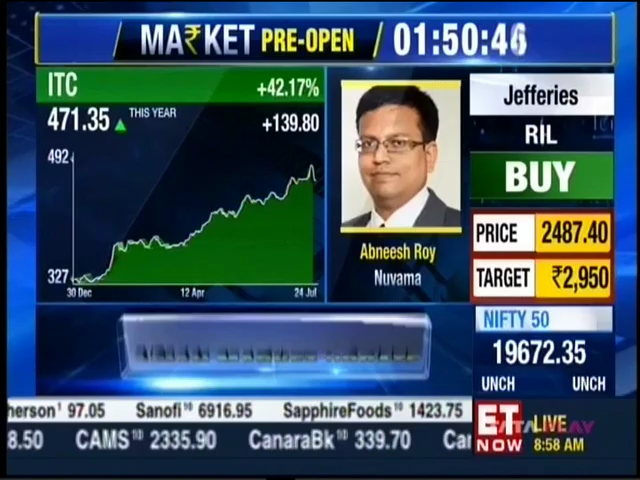 MA₹KET PRE-OPEN 01:50:46
ITC +42.17%
471.35 THIS YEAR +139.80
492
327
30 Dec 12 Apr 24 Jul
Abneesh Roy
Nuvama
Jefferies
RIL
BUY
PRICE 2487.40
TARGET ₹2,950
NIFTY 50
19672.35
UNCH UNCH
herson¹ 97.05 Sanofi¹⁰ 6916.95 SapphireFoods¹⁰ 1423.75
8.50 CAMS¹⁰ 2335.90 CanaraBk¹⁰ 339.70 Car
ET
NOW
LIVE
8:58 AM